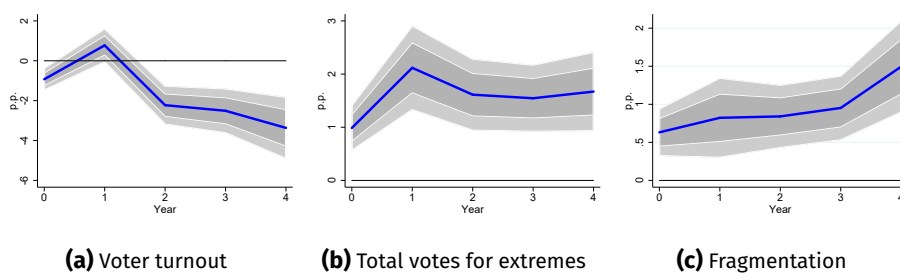 2
0
-2
-4
-6
p.p.
0 1 2 3 4
Year
3
2
1
0
p.p.
0 1 2 3 4
Year
2
1.5
1
.5
0
p.p.
0 1 2 3 4
Year
(a) Voter turnout
(b) Total votes for extremes
(c) Fragmentation